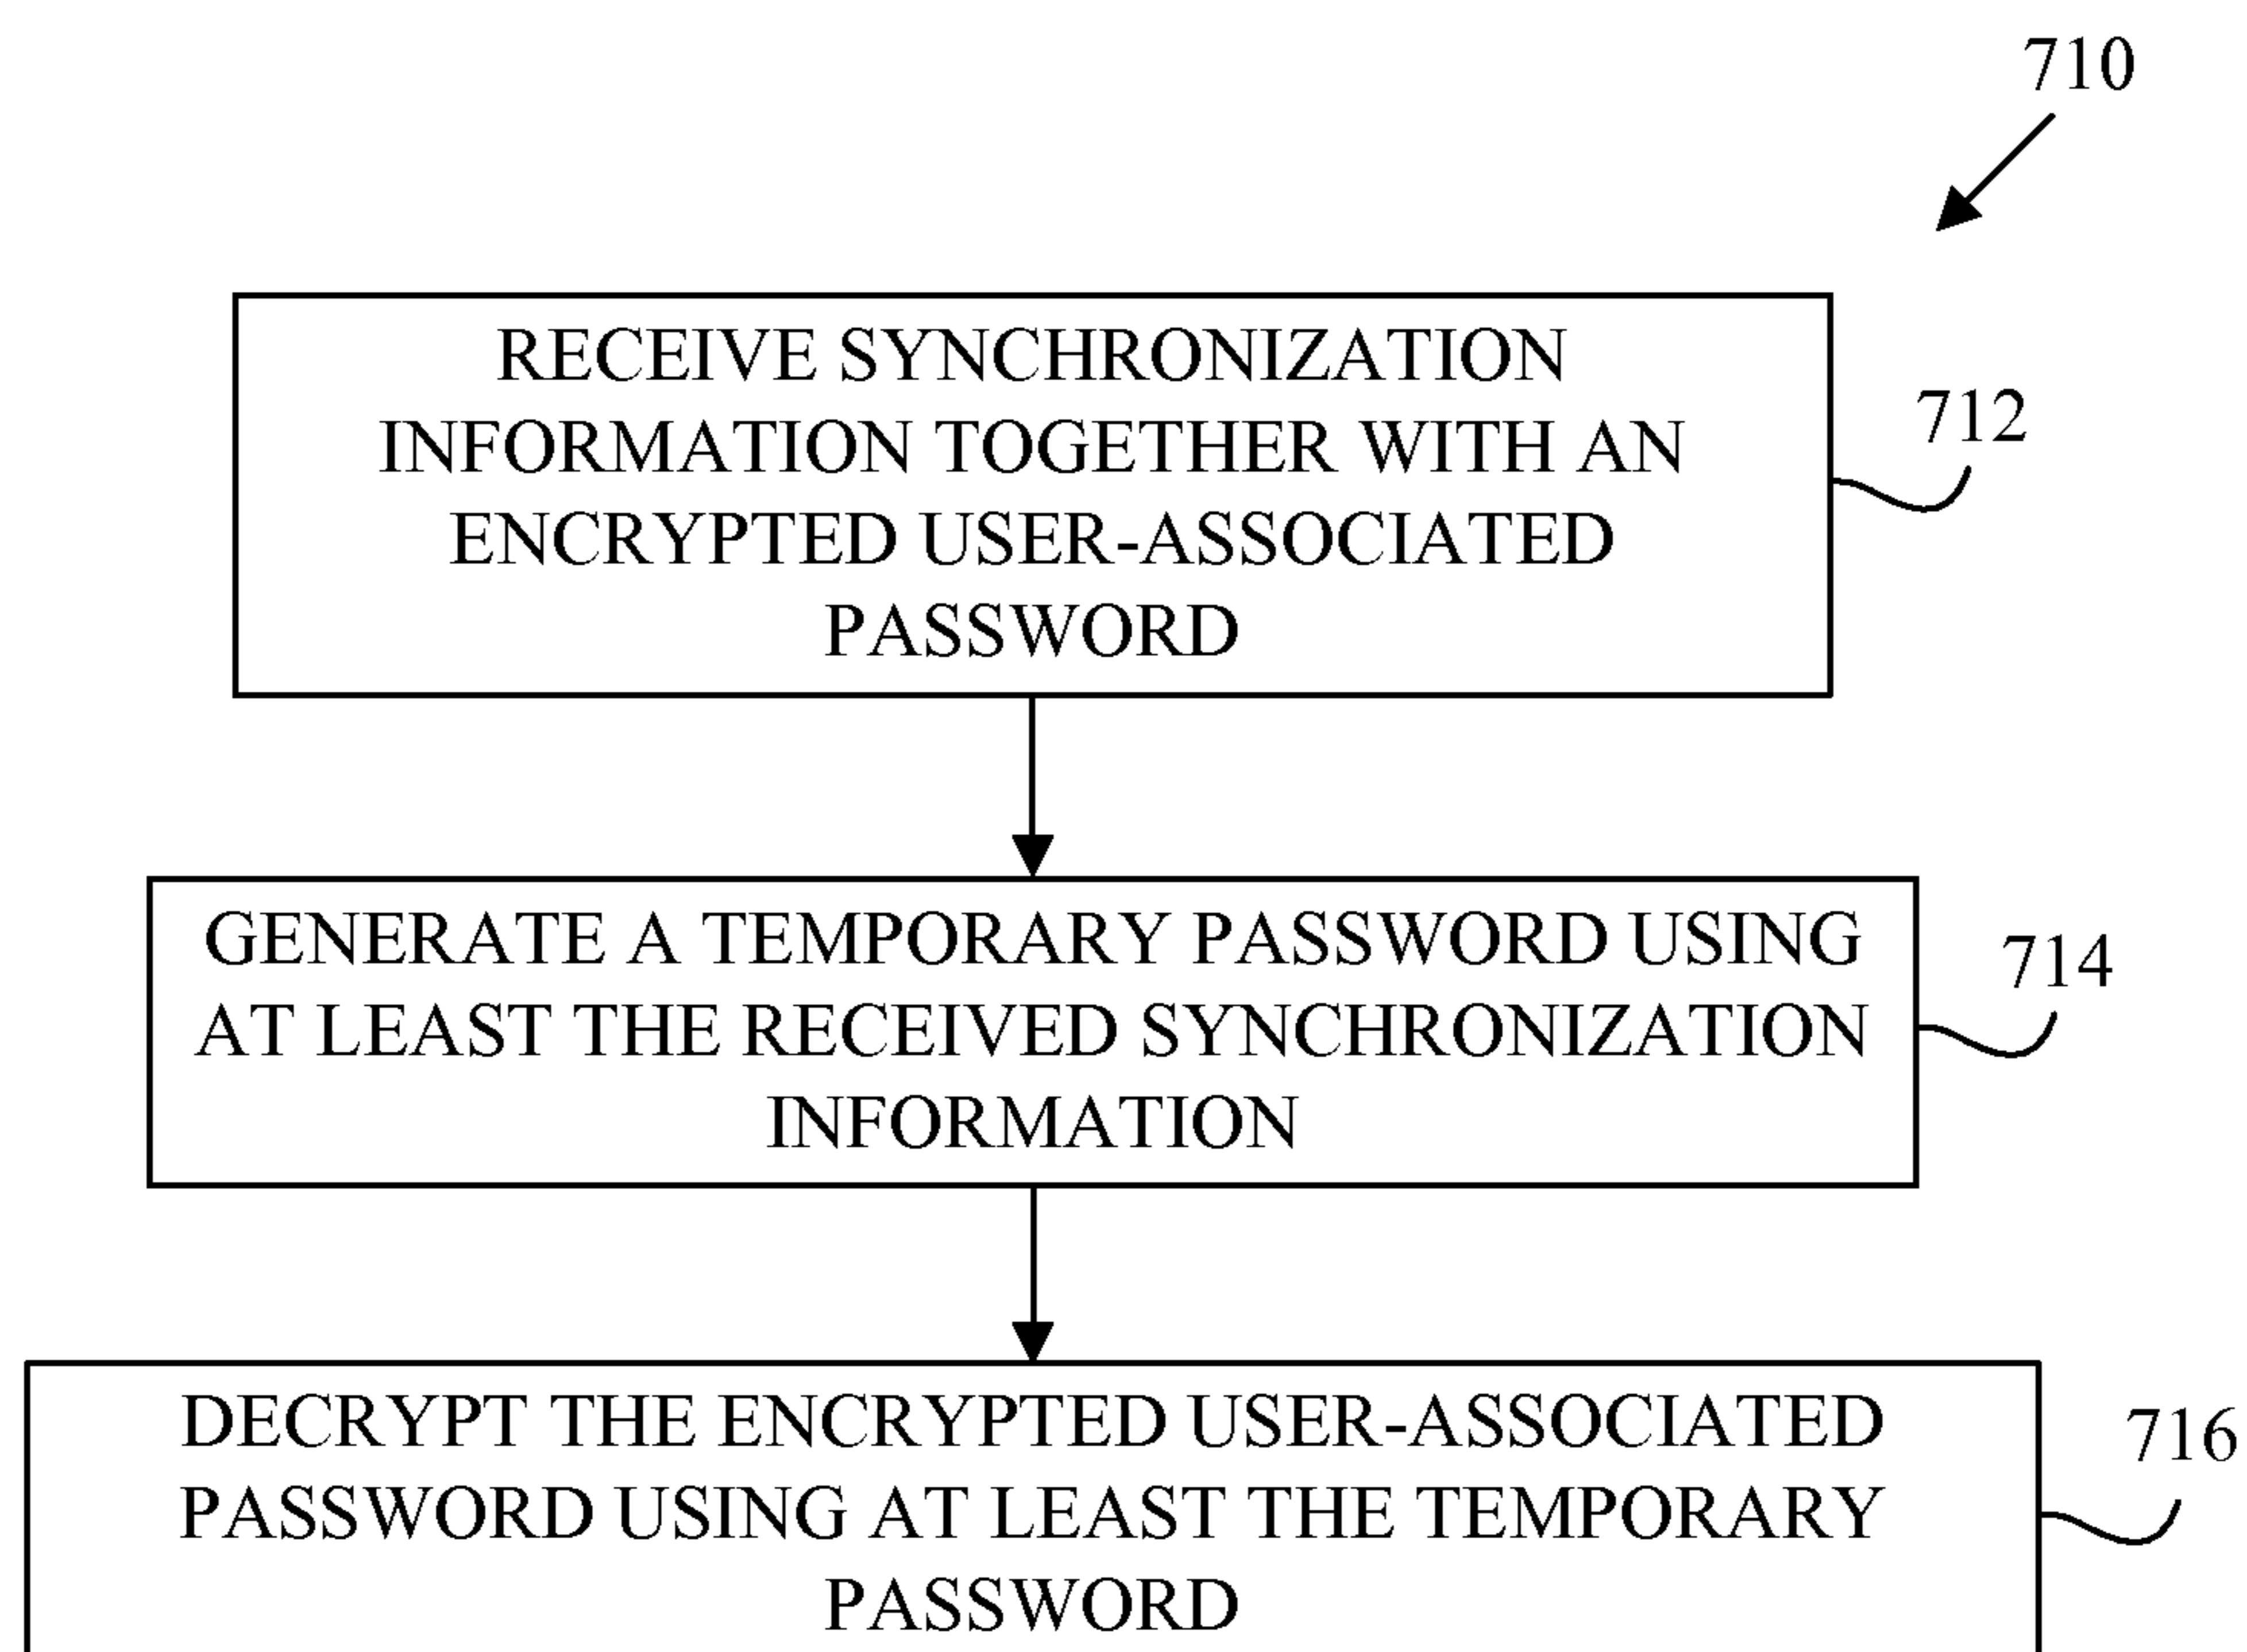 710
RECEIVE SYNCHRONIZATION
INFORMATION TOGETHER WITH AN
ENCRYPTED USER-ASSOCIATED
PASSWORD
712
GENERATE A TEMPORARY PASSWORD USING
AT LEAST THE RECEIVED SYNCHRONIZATION
INFORMATION
714
DECRYPT THE ENCRYPTED USER-ASSOCIATED
PASSWORD USING AT LEAST THE TEMPORARY
PASSWORD
716